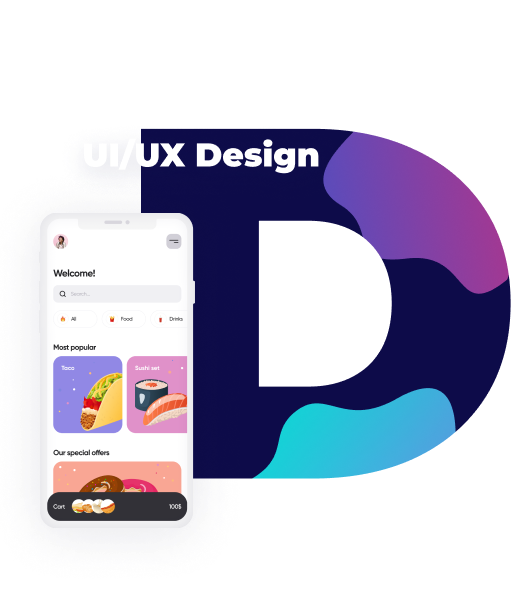 UI/UX Design
D
Welcome!
Search...
All Food Drinks
Most popular
Taco Sushi set
Our special offers
Cart 100$